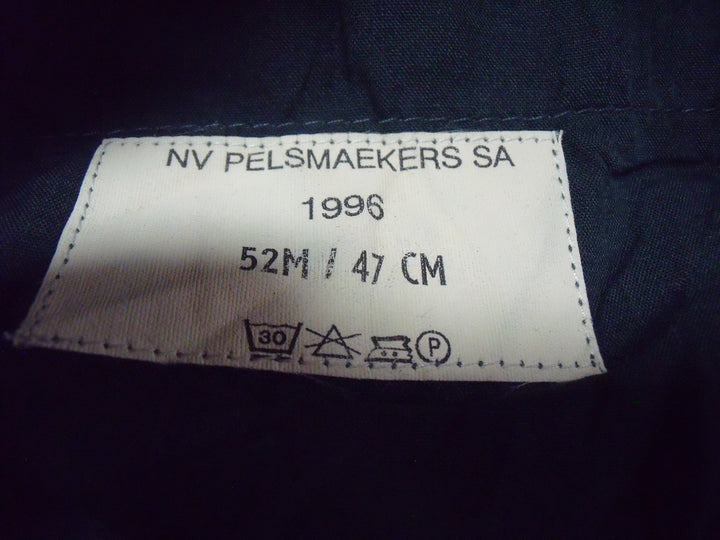 NV PELSMAEKERS SA
1996
52M / 47 CM
30 P